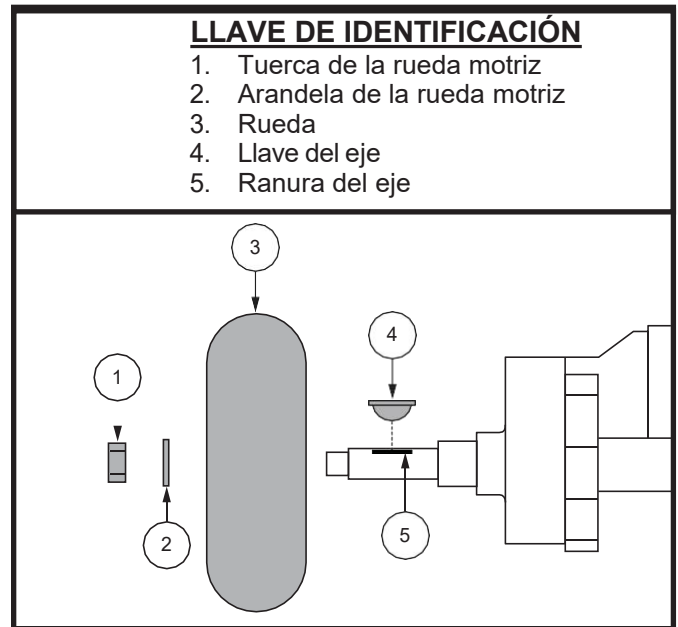 LLAVE DE IDENTIFICACIÓN
1. Tuerca de la rueda motriz
2. Arandela de la rueda motriz
3. Rueda
4. Llave del eje
5. Ranura del eje
3
4
1
2
5